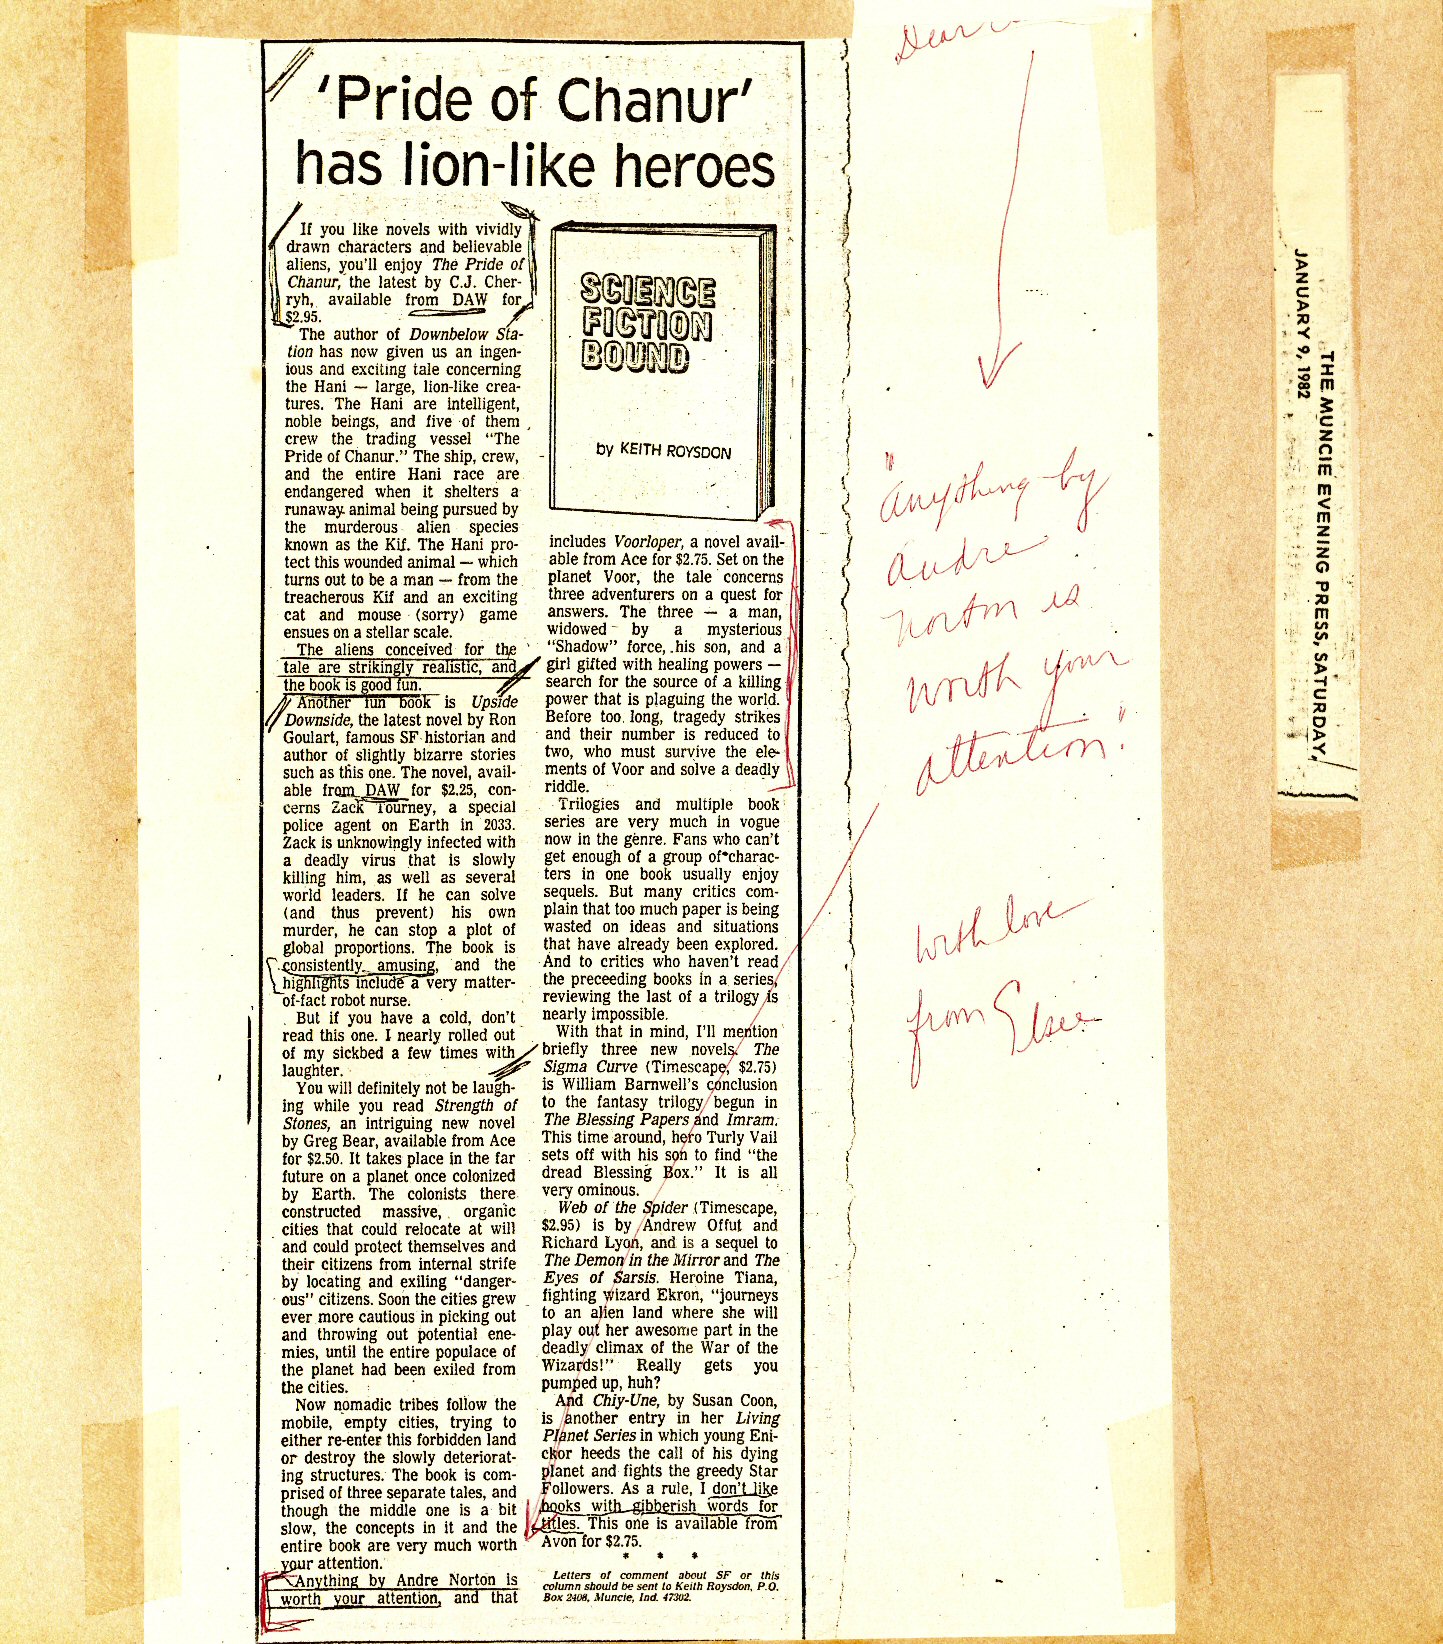 'Pride of Chanur'
has lion-like heroes
If you like novels with vividly
drawn characters and believable
aliens, you'll enjoy The Pride of
Chanur, the latest by C.J. Cher-
ryh, available from DAW for
$2.95.
The author of Downbelow Sta-
tion has now given us an ingen-
ious and exciting tale concerning
the Hani — large, lion-like crea-
tures. The Hani are intelligent,
noble beings, and five of them
crew the trading vessel "The
Pride of Chanur." The ship, crew,
and the entire Hani race are
endangered when it shelters a
runaway animal being pursued by
the murderous alien species
known as the Kif. The Hani pro-
tect this wounded animal — which
turns out to be a man — from the
treacherous Kif and an exciting
cat and mouse (sorry) game
ensues on a stellar scale.
The aliens conceived for the
tale are strikingly realistic, and
the book is good fun.
Another fun book is Upside
Downside, the latest novel by Ron
Goulart, famous SF historian and
author of slightly bizarre stories
such as this one. The novel, avail-
able from DAW for $2.25, con-
cerns Zack Tourney, a special
police agent on Earth in 2033.
Zack is unknowingly infected with
a deadly virus that is slowly
killing him, as well as several
world leaders. If he can solve
(and thus prevent) his own
murder, he can stop a plot of
global proportions. The book is
consistently amusing, and the
highlights include a very matter-
of-fact robot nurse.
But if you have a cold, don't
read this one. I nearly rolled out
of my sickbed a few times with
laughter.
You will definitely not be laugh-
ing while you read Strength of
Stones, an intriguing new novel
by Greg Bear, available from Ace
for $2.50. It takes place in the far
future on a planet once colonized
by Earth. The colonists there
constructed massive, organic
cities that could relocate at will
and could protect themselves and
their citizens from internal strife
by locating and exiling "danger-
ous" citizens. Soon the cities grew
ever more cautious in picking out
and throwing out potential ene-
mies, until the entire populace of
the planet had been exiled from
the cities.
Now nomadic tribes follow the
mobile, empty cities, trying to
either re-enter this forbidden land
or destroy the slowly deteriorat-
ing structures. The book is com-
prised of three separate tales, and
though the middle one is a bit
slow, the concepts in it and the
entire book are very much worth
your attention.
Anything by Andre Norton is
worth your attention, and that
SCIENCE
FICTION
BOUND
by KEITH ROYSDON
includes Voorloper, a novel avail-
able from Ace for $2.75. Set on the
planet Voor, the tale concerns
three adventurers on a quest for
answers. The three — a man,
widowed by a mysterious
"Shadow" force, his son, and a
girl gifted with healing powers —
search for the source of a killing
power that is plaguing the world.
Before too long, tragedy strikes
and their number is reduced to
two, who must survive the ele-
ments of Voor and solve a deadly
riddle.
Trilogies and multiple book
series are very much in vogue
now in the genre. Fans who can't
get enough of a group of charac-
ters in one book usually enjoy
sequels. But many critics com-
plain that too much paper is being
wasted on ideas and situations
that have already been explored.
And to critics who haven't read
the preceeding books in a series,
reviewing the last of a trilogy is
nearly impossible.
With that in mind, I'll mention
briefly three new novels. The
Sigma Curve (Timescape, $2.75)
is William Barnwell's conclusion
to the fantasy trilogy begun in
The Blessing Papers and Imram.
This time around, hero Turly Vail
sets off with his son to find "the
dread Blessing Box." It is all
very ominous.
Web of the Spider (Timescape,
$2.95) is by Andrew Offut and
Richard Lyon, and is a sequel to
The Demon in the Mirror and The
Eyes of Sarsis. Heroine Tiana,
fighting wizard Ekron, "journeys
to an alien land where she will
play out her awesome part in the
deadly climax of the War of the
Wizards!" Really gets you
pumped up, huh?
And Chiy-Une, by Susan Coon,
is another entry in her Living
Planet Series in which young Eni-
ckor heeds the call of his dying
planet and fights the greedy Star
Followers. As a rule, I don't like
books with gibberish words for
titles. This one is available from
Avon for $2.75.
* * *
Letters of comment about SF or this
column should be sent to Keith Roysdon, P.O.
Box 2408, Muncie, Ind. 47302.
Dear
"Anything by
Andre
Norton is
worth your
attention."
With love
from Elsie
THE MUNCIE EVENING PRESS, SATURDAY,
JANUARY 9, 1982